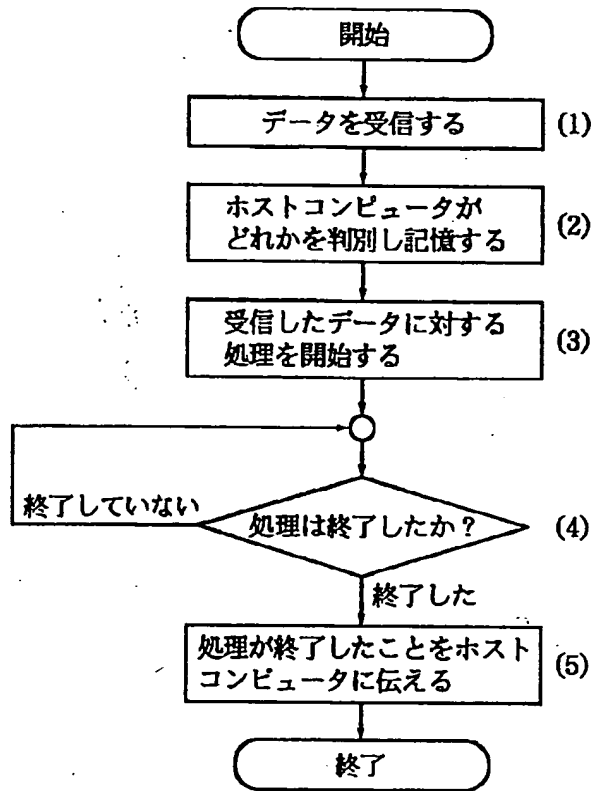 開始
データを受信する (1)
ホストコンピュータが
どれかを判別し記憶する (2)
受信したデータに対する
処理を開始する (3)
終了していない
処理は終了したか? (4)
終了した
処理が終了したことをホスト
コンピュータに伝える (5)
終了